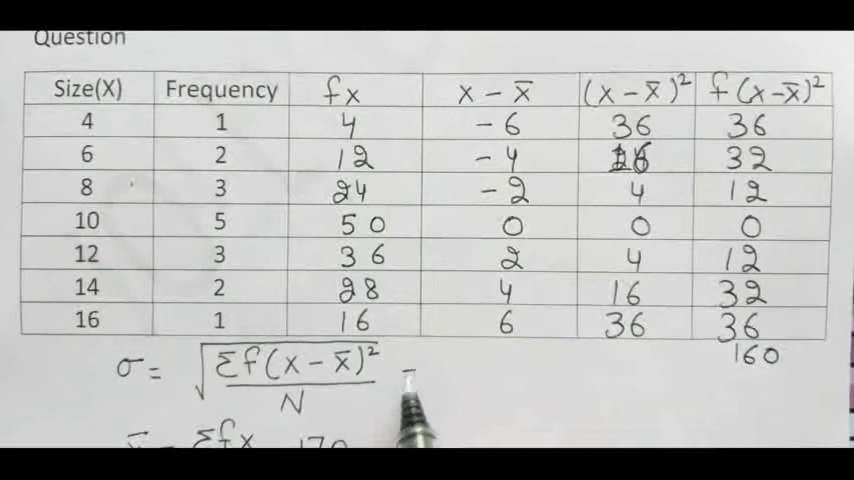 Question
Size(X) Frequency fx x - x̄ (x - x̄)² f(x-x̄)²
4 1 4 -6 36 36
6 2 12 -4 16 32
8 3 24 -2 4 12
10 5 50 0 0 0
12 3 36 2 4 12
14 2 28 4 16 32
16 1 16 6 36 36
160
σ = √Σf(x - x̄)² / N =
x̄ = Σfx 170